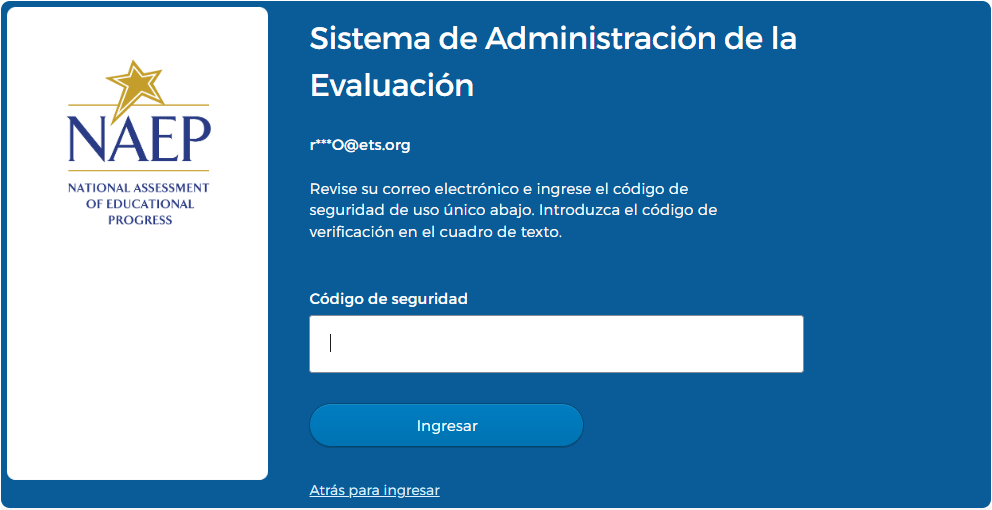 NAEP
NATIONAL ASSESSMENT
OF EDUCATIONAL
PROGRESS
Sistema de Administración de la
Evaluación
r***O@ets.org
Revise su correo electrónico e ingrese el código de
seguridad de uso único abajo. Introduzca el código de
verificación en el cuadro de texto.
Código de seguridad
Ingresar
Atrás para ingresar